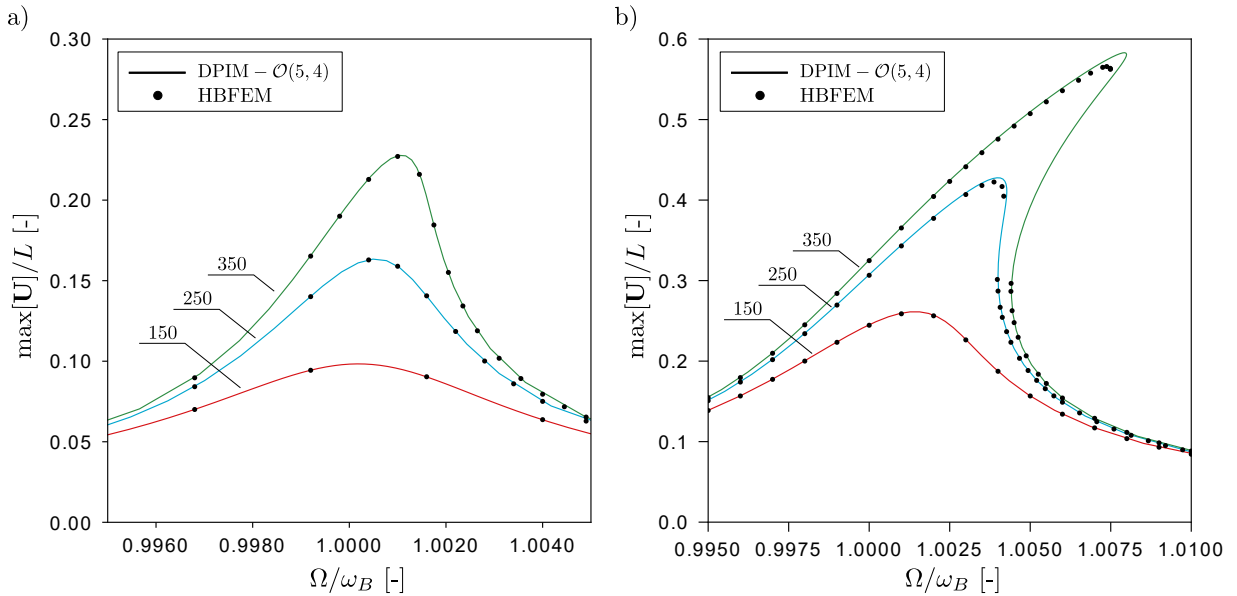 a)
0.30
0.25
0.20
0.15
0.10
0.05
0.00
max[U]/L [-]
DPIM − 𝒪(5, 4)
HBFEM
350
250
150
0.9960 0.9980 1.0000 1.0020 1.0040
Ω/ω_B [-]
b)
0.6
0.5
0.4
0.3
0.2
0.1
0.0
max[U]/L [-]
DPIM − 𝒪(5, 4)
HBFEM
350
250
150
0.9950 0.9975 1.0000 1.0025 1.0050 1.0075 1.0100
Ω/ω_B [-]